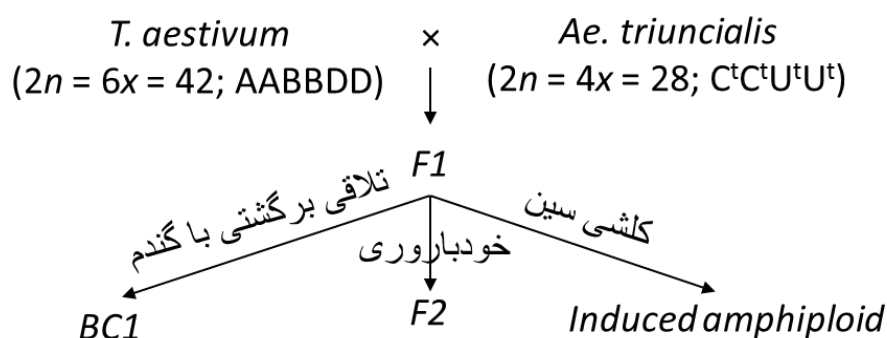 T. aestivum × Ae. triuncialis
(2n = 6x = 42; AABBDD) (2n = 4x = 28; CᵗCᵗUᵗUᵗ)
F1
تلاقی برگشتی با گندم
خودباروری
کلشی سین
BC1 F2 Induced amphiploid